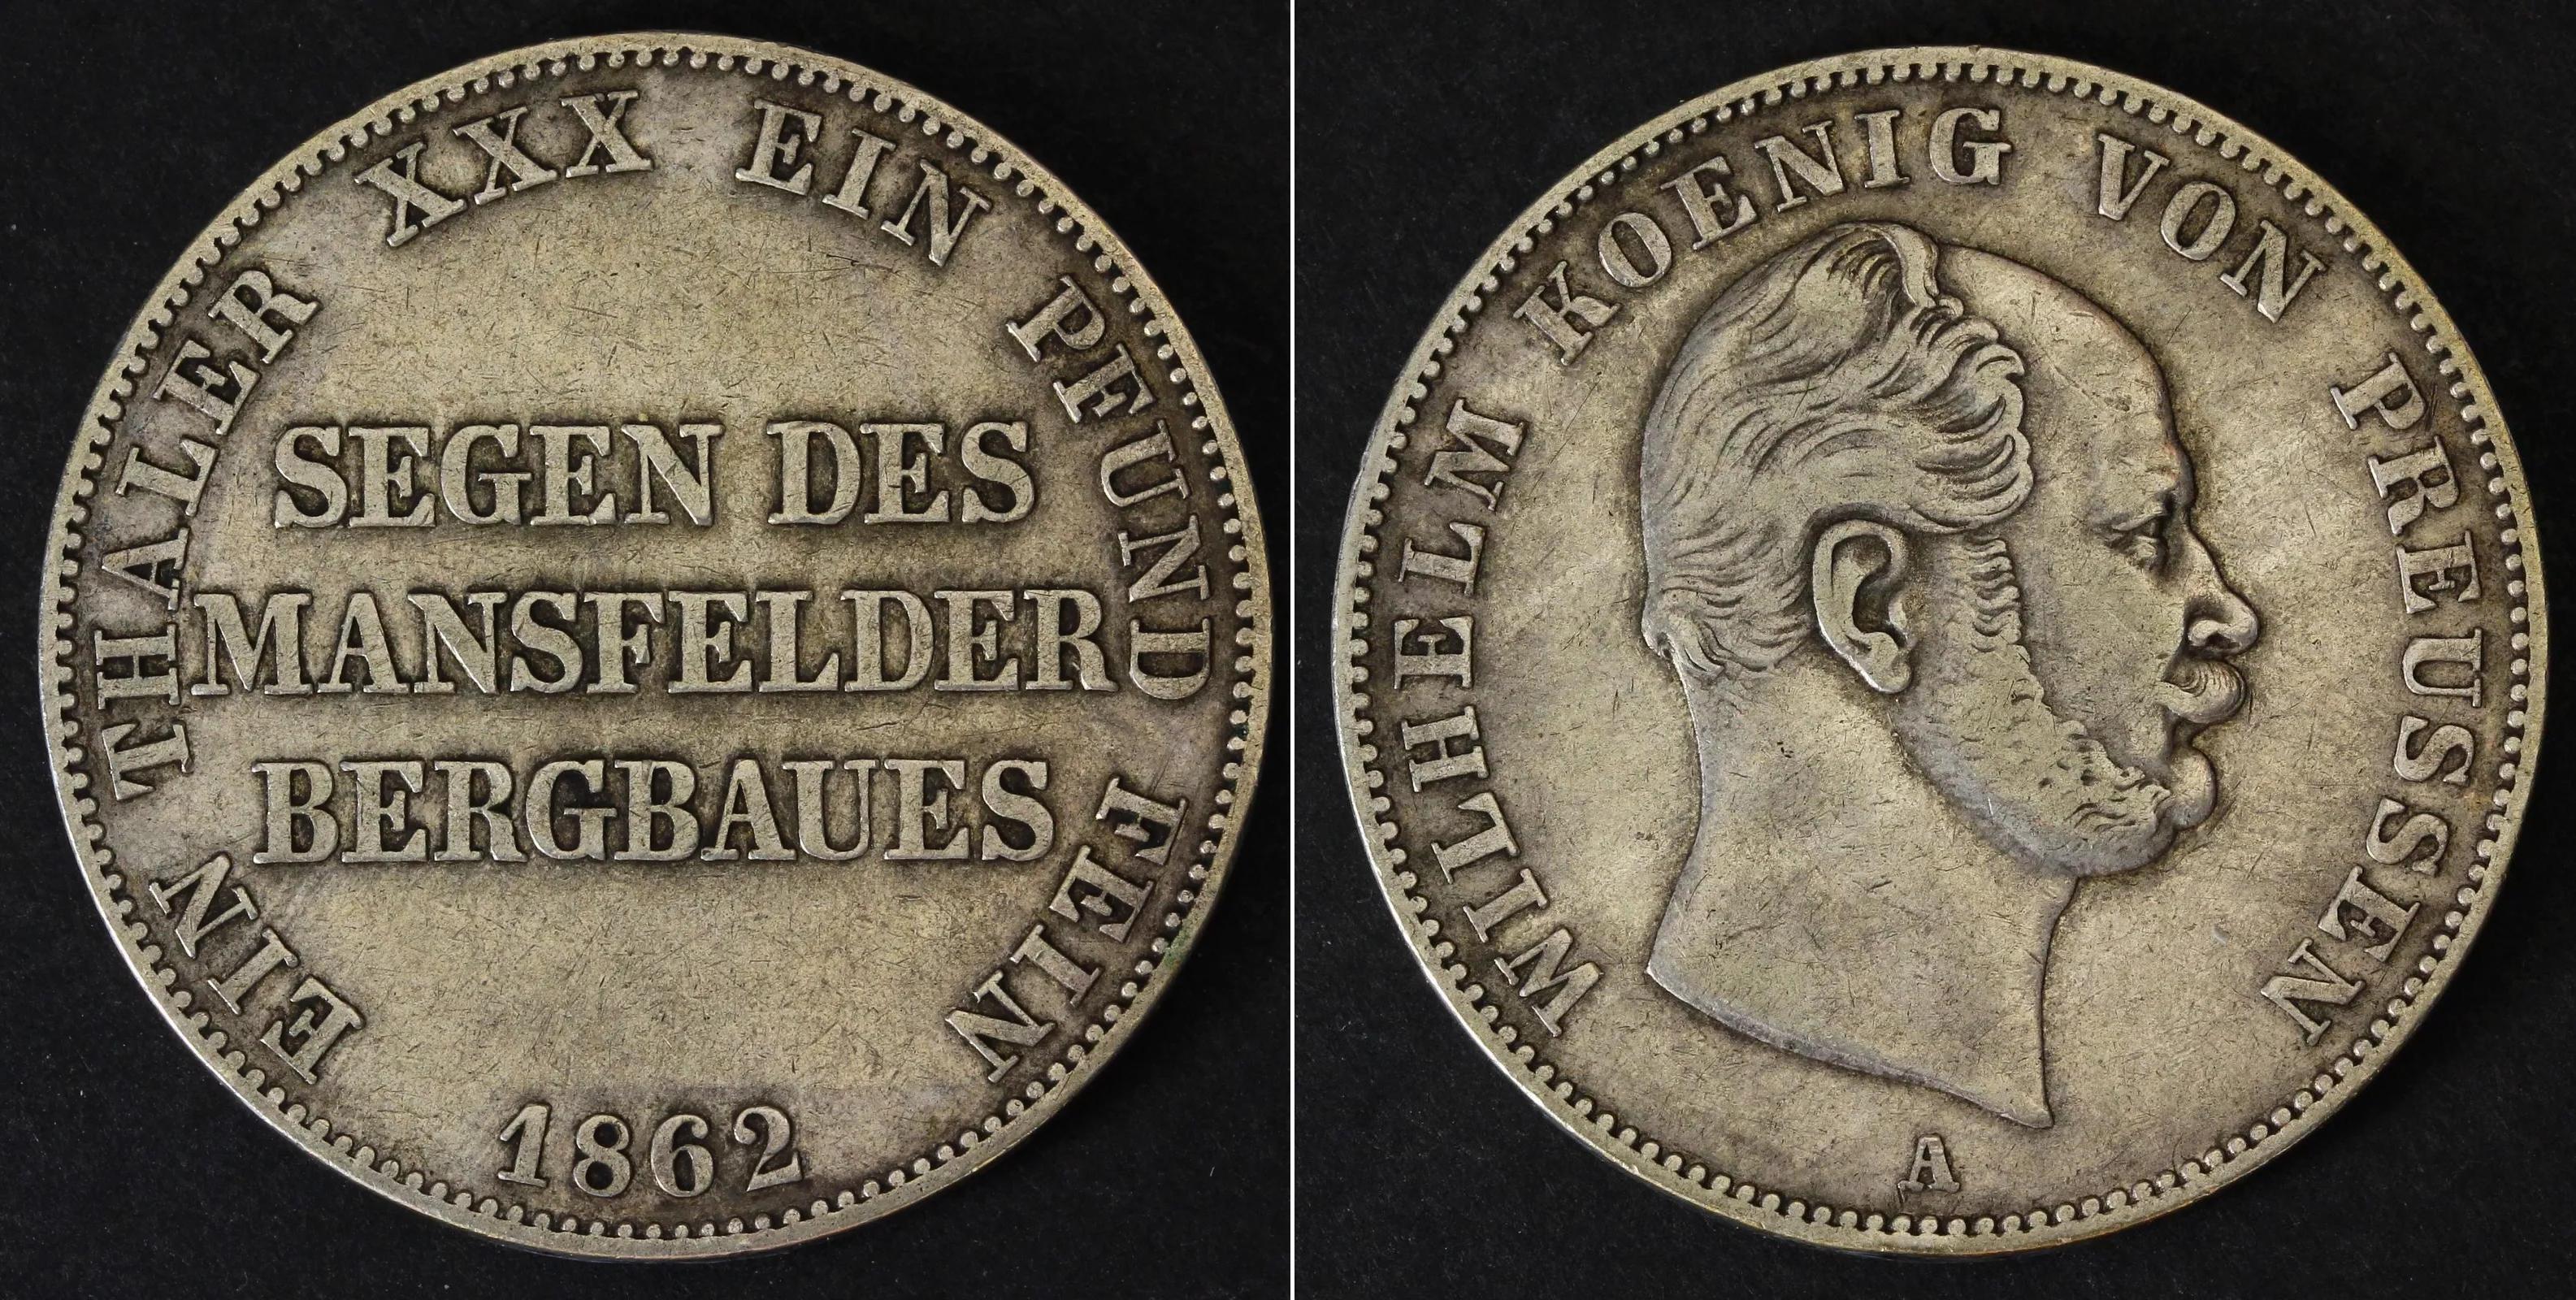 EIN THALER XXX EIN PFUND FEIN
SEGEN DES
MANSFELDER
BERGBAUES
1862
WILHELM KOENIG VON PREUSSEN
A